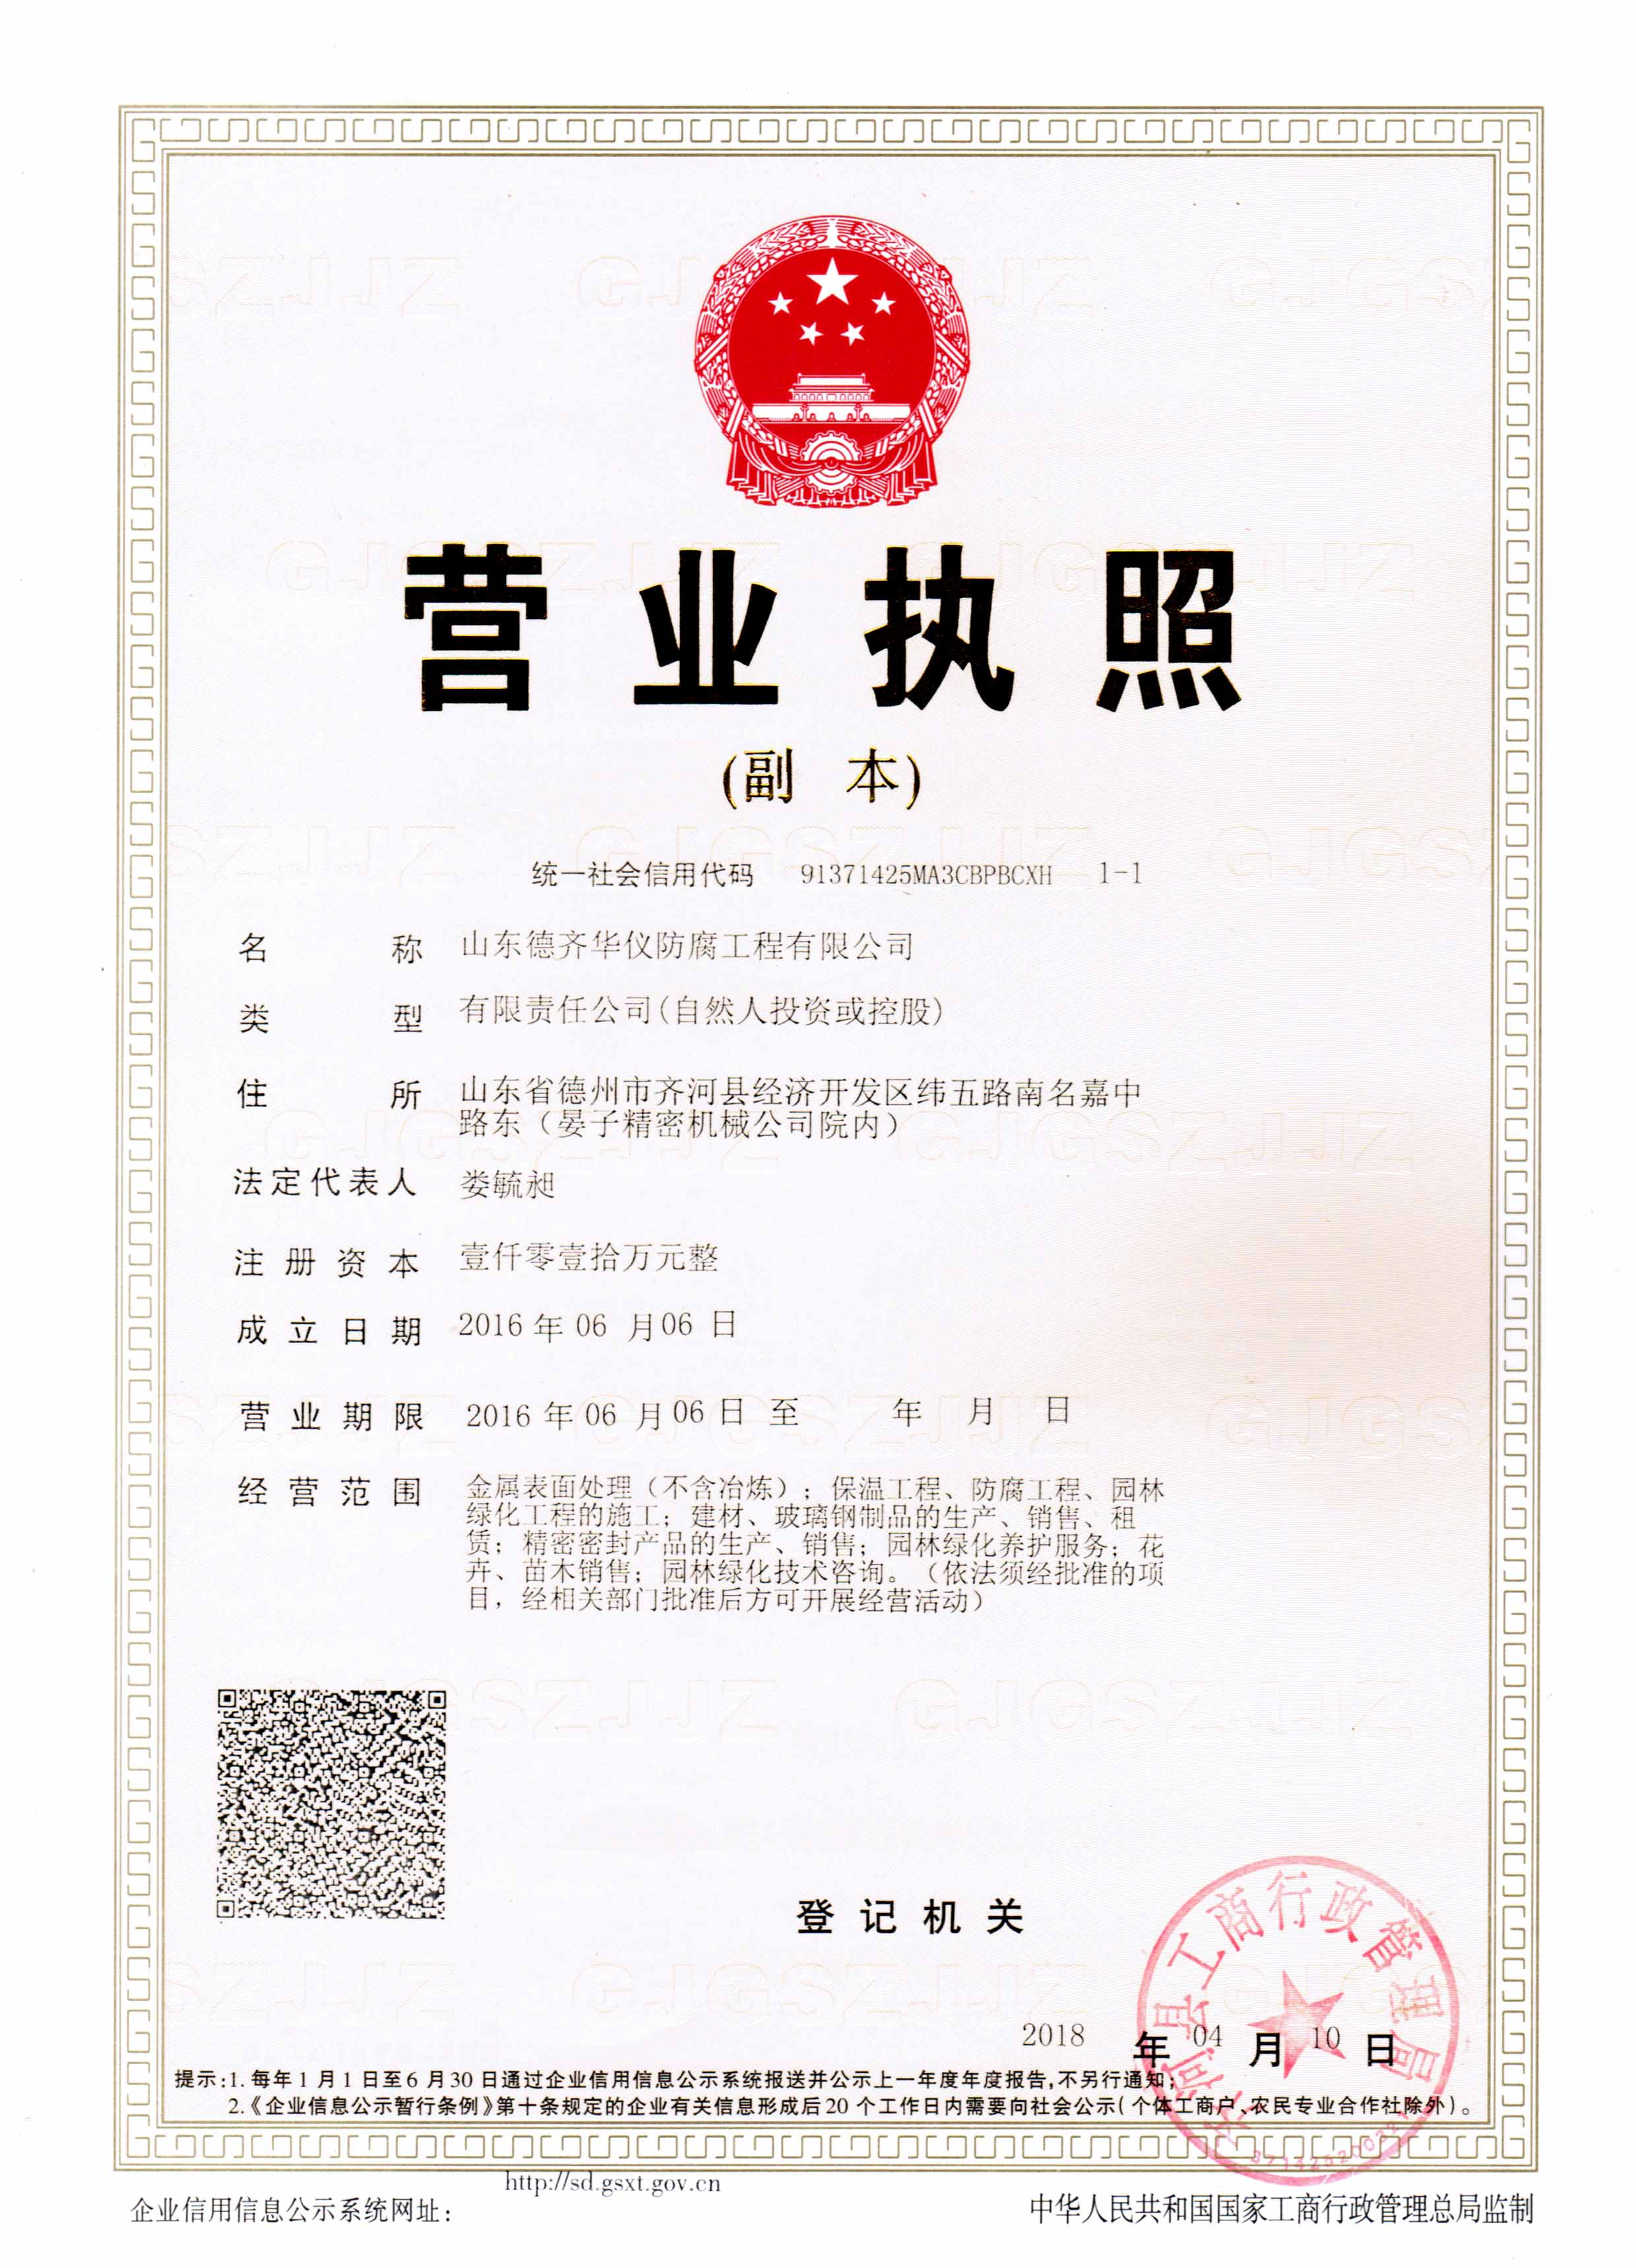 营业执照
(副 本)
统一社会信用代码 91371425MA3CBPBCXH 1-1
名称 山东德齐华仪防腐工程有限公司
类型 有限责任公司(自然人投资或控股)
住所 山东省德州市齐河县经济开发区纬五路南名嘉中
路东（晏子精密机械公司院内）
法定代表人 娄毓昶
注册资本 壹仟零壹拾万元整
成立日期 2016 年 06 月 06 日
营业期限 2016 年 06 月 06 日 至 年 月 日
经营范围 金属表面处理（不含冶炼）；保温工程、防腐工程、园林
绿化工程的施工；建材、玻璃钢制品的生产、销售、租
赁；精密密封产品的生产、销售；园林绿化养护服务；花
卉、苗木销售；园林绿化技术咨询。（依法须经批准的项
目，经相关部门批准后方可开展经营活动）
登记机关
齐河县工商行政管理局
2018 年 04 月 10 日
提示:1. 每年1月1日至6月30日通过企业信用信息公示系统报送并公示上一年度年度报告,不另行通知;
2.《企业信息公示暂行条例》第十条规定的企业有关信息形成后20个工作日内需要向社会公示(个体工商户、农民专业合作社除外)。
http://sd.gsxt.gov.cn
企业信用信息公示系统网址:
中华人民共和国国家工商行政管理总局监制